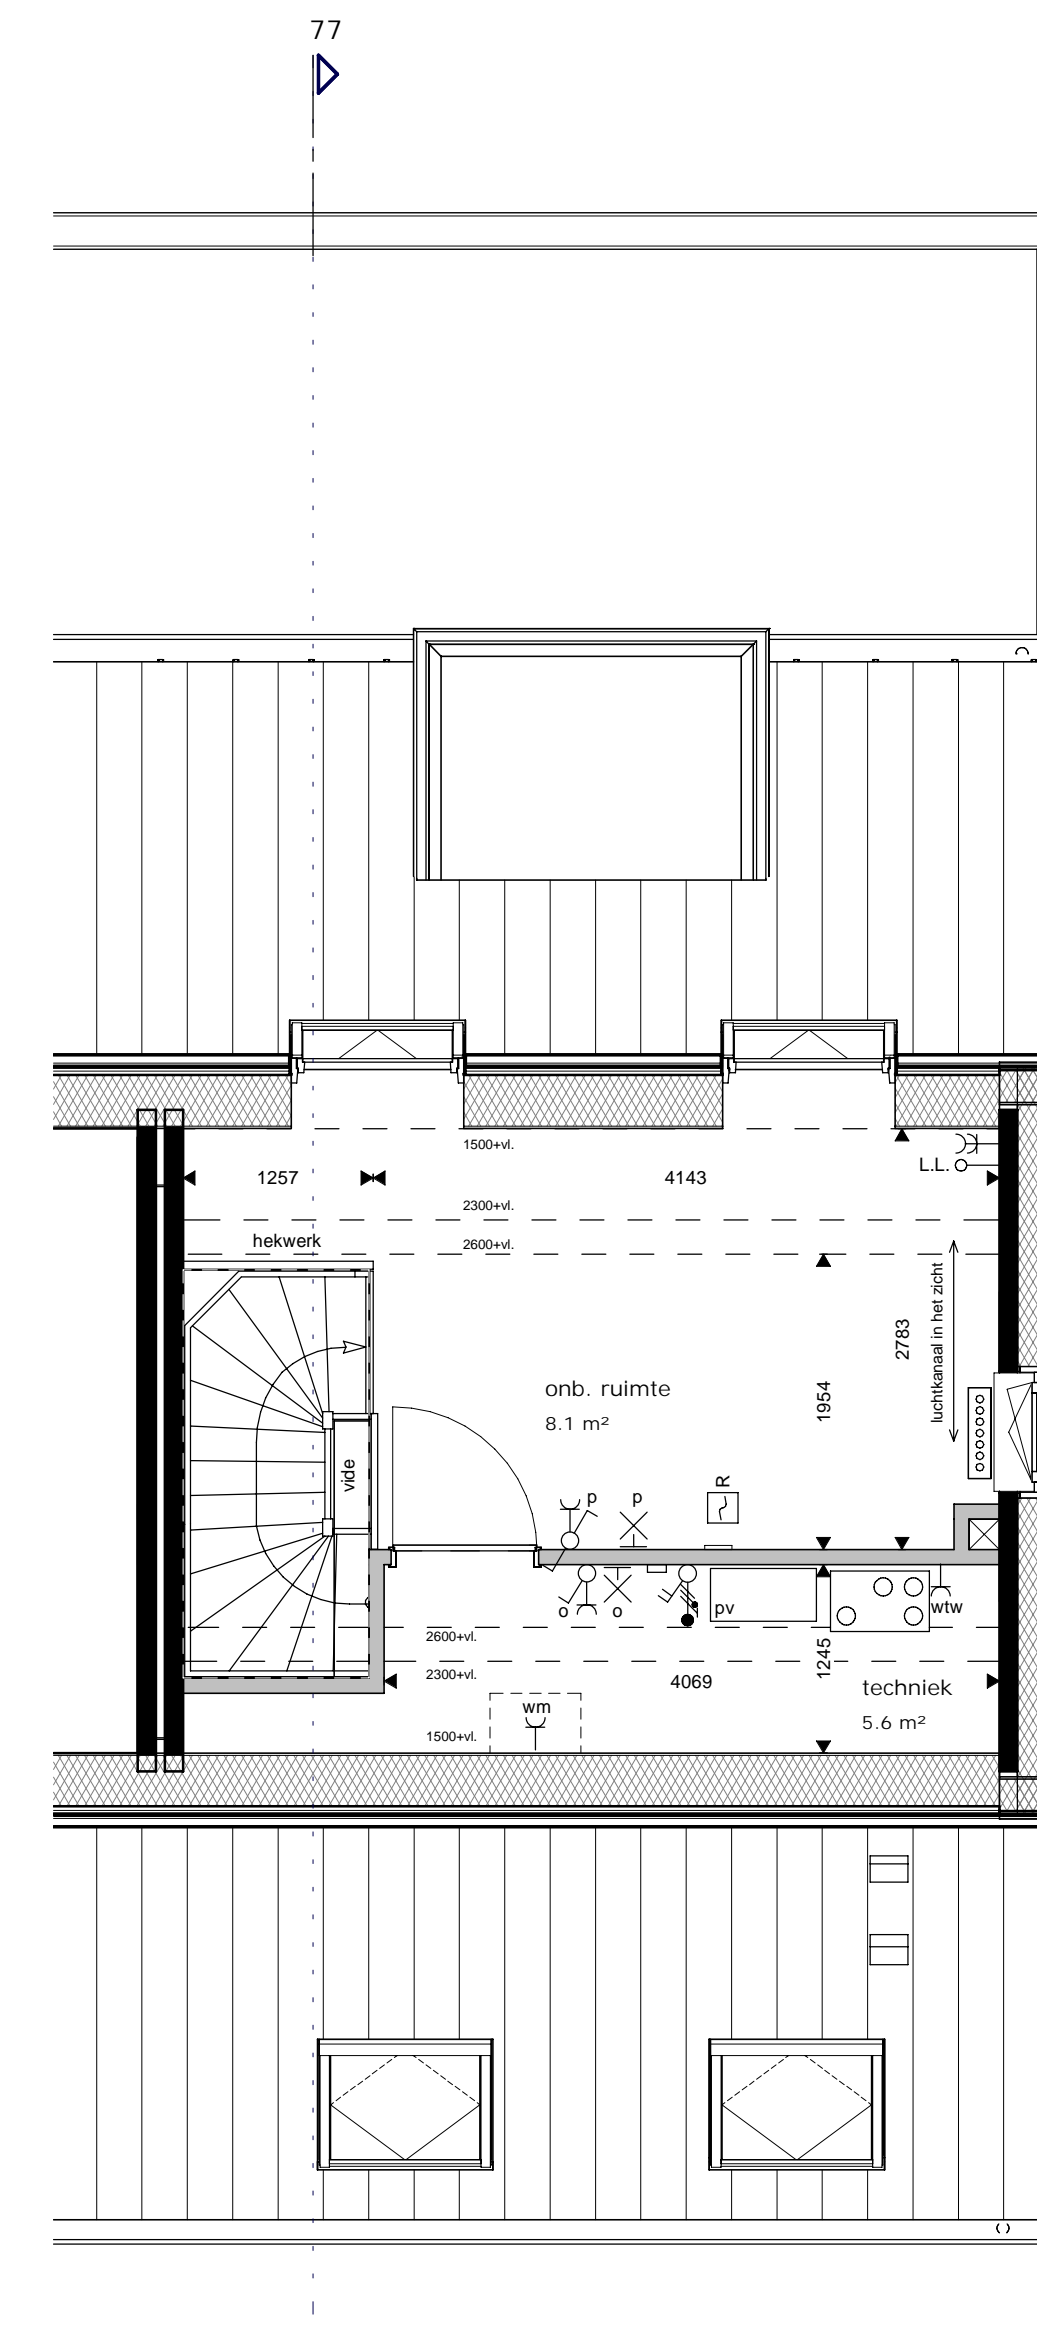 77
1500+vl.
L.L.
1257
4143
2300+vl.
hekwerk
2600+vl.
luchtkanaal in het zicht
2783
onb. ruimte
1954
8.1 m²
vide
R
p
p
o
o
pv
wtw
2600+vl.
1245
2300+vl.
4069
techniek
wm
5.6 m²
1500+vl.